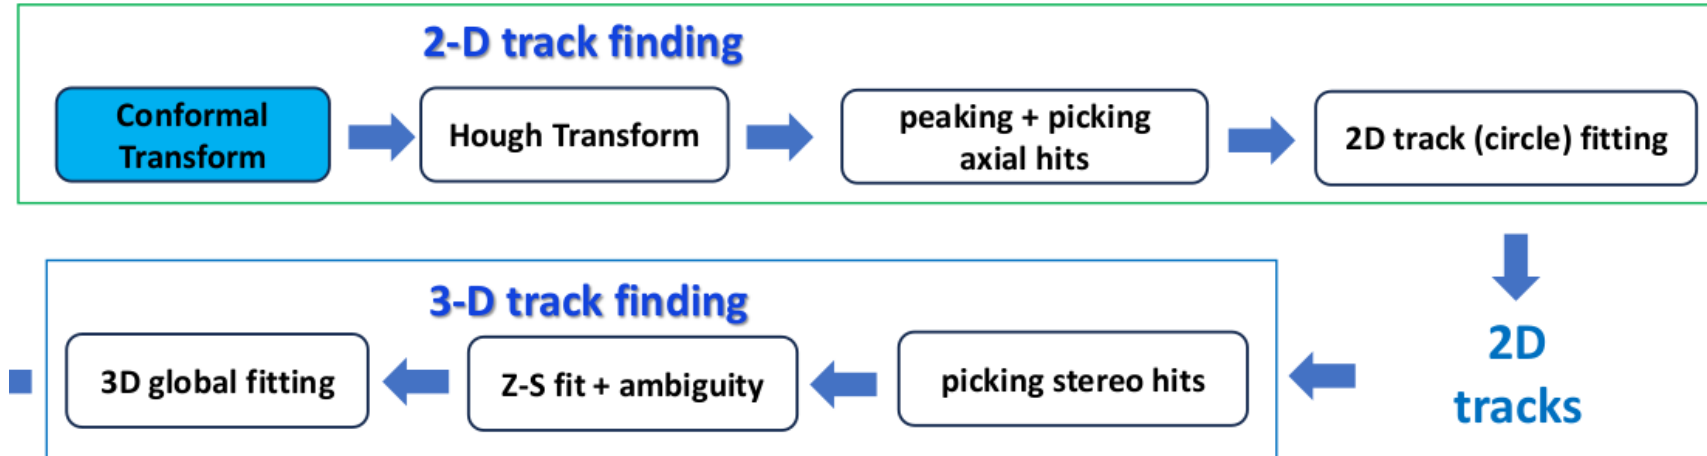 2-D track finding
Conformal
Transform
Hough Transform
peaking + picking
axial hits
2D track (circle) fitting
2D
tracks
3-D track finding
picking stereo hits
Z-S fit + ambiguity
3D global fitting